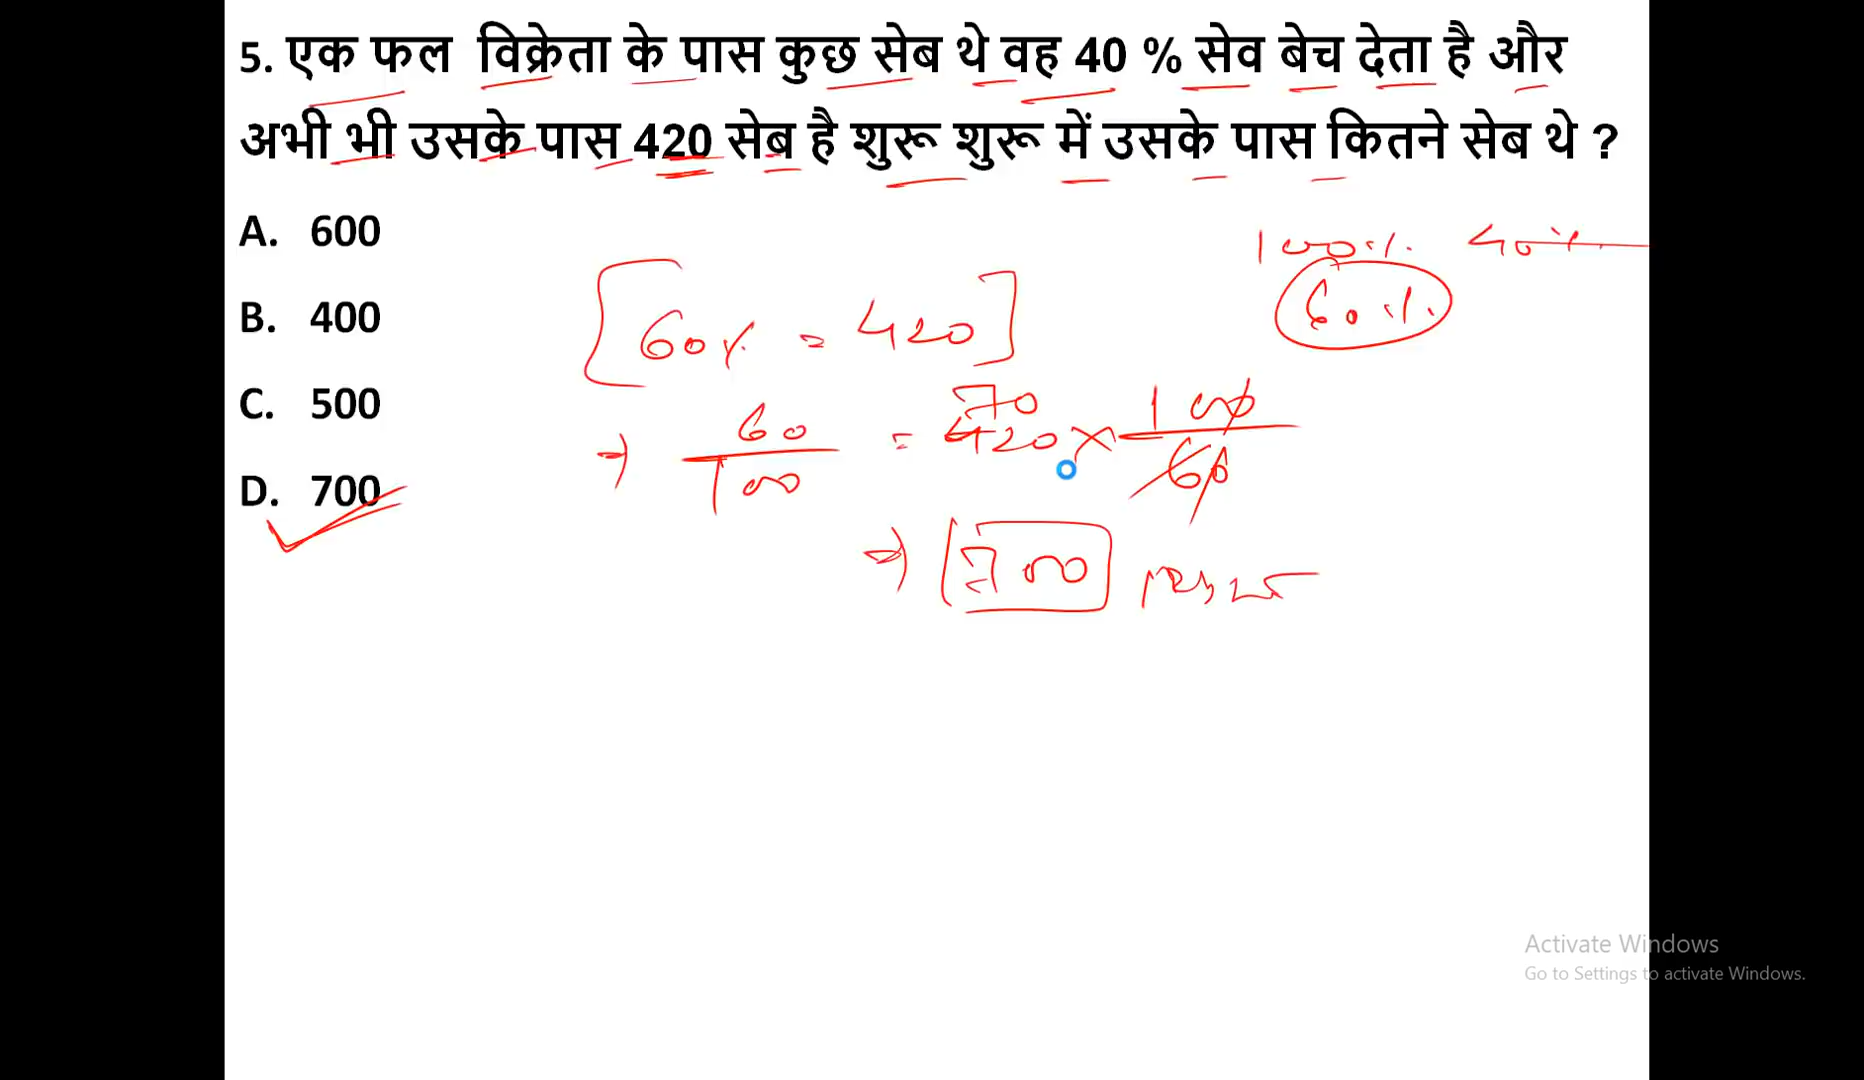 5. एक फल विक्रेता के पास कुछ सेब थे वह 40 % सेव बेच देता है और
अभी भी उसके पास 420 सेब है शुरू शुरू में उसके पास कितने सेब थे ?
A. 600
B. 400
C. 500
D. 700
100% 40%
60%
60% = 420
70
⇒ 60/100 = 420 × 100/60
⇒ 700
Activate Windows
Go to Settings to activate Windows.